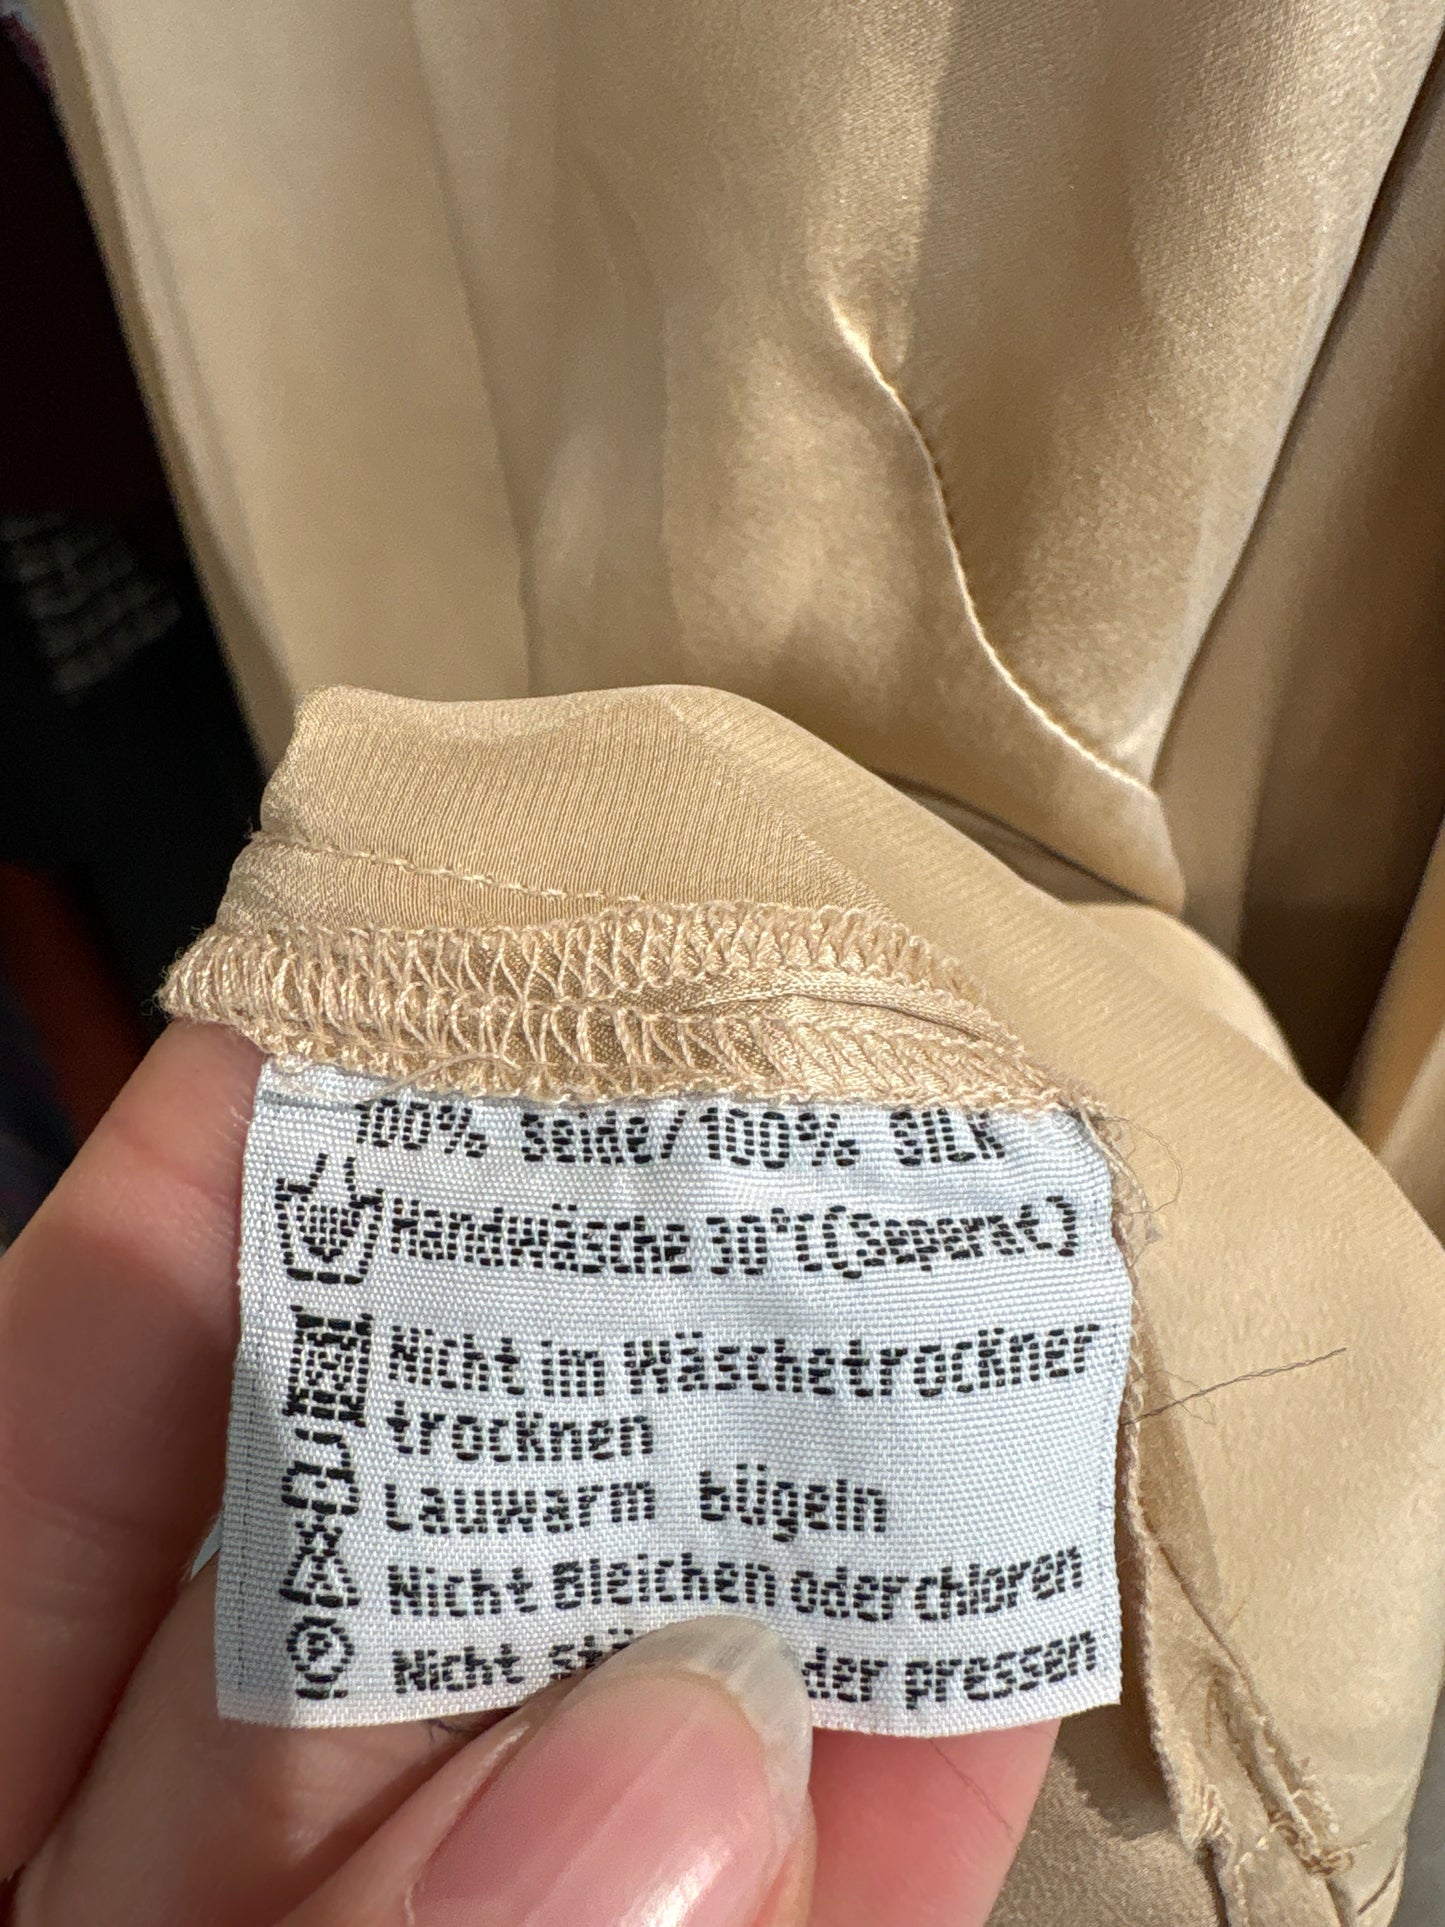 100% Seide/100% SILK
Handwäsche 30°C(Seperat)
Nicht im Wäschetrockner
trocknen
Lauwarm bügeln
Nicht Bleichen oder chloren
P Nicht der pressen